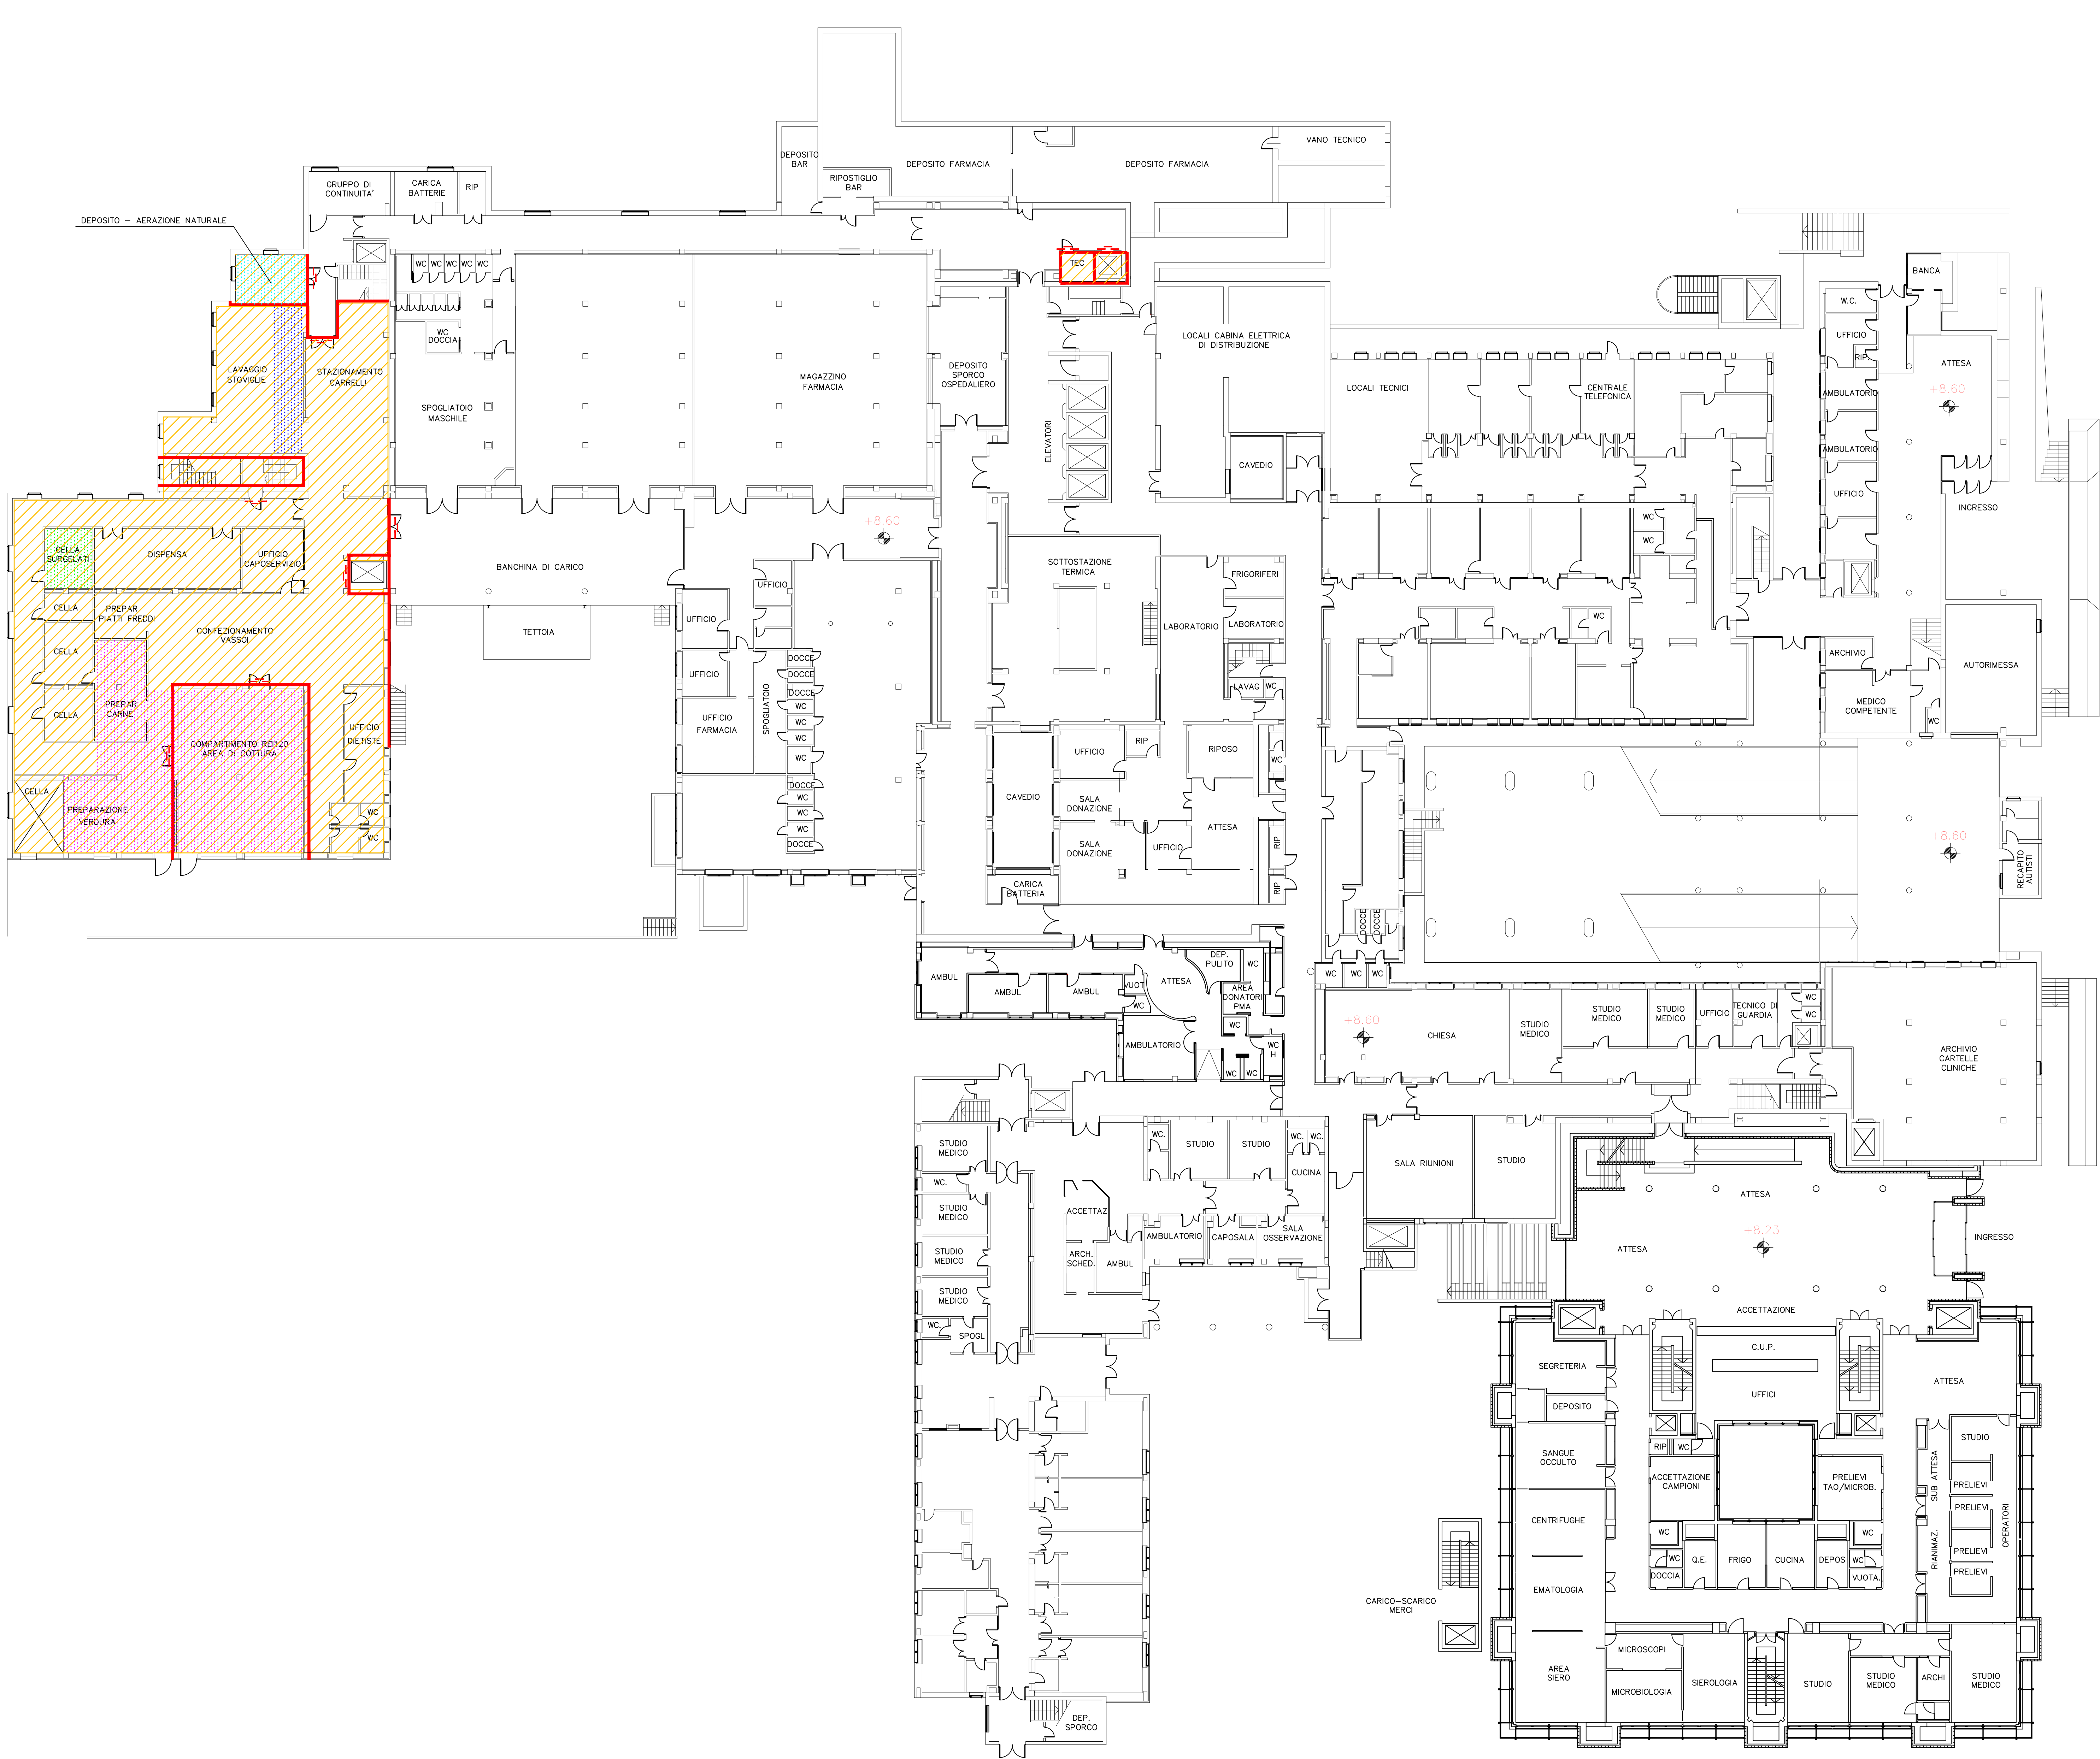 DEPOSITO BAR
RIPOSTIGLIO BAR
DEPOSITO FARMACIA
DEPOSITO FARMACIA
VANO TECNICO
GRUPPO DI
CONTINUITA'
CARICA
BATTERIE
RIP
DEPOSITO – AERAZIONE NATURALE
WC WC WC WC WC
WC
DOCCIA
TEC
LAVAGGIO
STOVIGLIE
STAZIONAMENTO
CARRELLI
SPOGLIATOIO
MASCHILE
MAGAZZINO
FARMACIA
DEPOSITO
SPORCO
OSPEDALIERO
ELEVATORI
LOCALI CABINA ELETTRICA
DI DISTRIBUZIONE
CAVEDIO
LOCALI TECNICI
CENTRALE
TELEFONICA
BANCA
W.C.
UFFICIO
RIP.
ATTESA
+8.60
AMBULATORIO
AMBULATORIO
UFFICIO
INGRESSO
CELLA
SURGELATI
DISPENSA
UFFICIO
CAPOSERVIZIO
BANCHINA DI CARICO
+8.60
CELLA
PREPAR.
PIATTI FREDDI
CONFEZIONAMENTO
VASSOI
TETTOIA
CELLA
CELLA
PREPAR.
CARNE
COMPARTIMENTO REI120
AREA DI COTTURA
UFFICIO
DIETISTE
CELLA
PREPARAZIONE
VERDURA
WC
WC
UFFICIO
UFFICIO
UFFICIO
UFFICIO
FARMACIA
SPOGLIATOIO
DOCCE
DOCCE
DOCCE
WC
WC
WC
WC
DOCCE
WC
WC
WC
DOCCE
SOTTOSTAZIONE
TERMICA
FRIGORIFERI
LABORATORIO
LABORATORIO
LAVAG
WC
WC
WC
WC
ARCHIVIO
MEDICO
COMPETENTE
WC
AUTORIMESSA
CAVEDIO
UFFICIO
RIP
RIPOSO
WC
SALA
DONAZIONE
ATTESA
SALA
DONAZIONE
UFFICIO
RIP
RIP
CARICA
BATTERIA
DOCCE
DOCCE
+8.60
RECAPITO
AUTISTI
AMBUL
AMBUL
AMBUL
VUOT
WC
ATTESA
DEP.
PULITO
WC
AREA
DONATORI
PMA
WC
AMBULATORIO
WC
WC
WC
H
WC
WC
WC
+8.60
CHIESA
STUDIO
MEDICO
STUDIO
MEDICO
STUDIO
MEDICO
UFFICIO
TECNICO DI
GUARDIA
WC
WC
ARCHIVIO
CARTELLE
CLINICHE
STUDIO
MEDICO
WC.
STUDIO
MEDICO
STUDIO
MEDICO
STUDIO
MEDICO
WC.
SPOGL
ACCETTAZ
ARCH.
SCHED.
AMBUL
WC.
STUDIO
STUDIO
WC.
WC.
CUCINA
AMBULATORIO
CAPOSALA
SALA
OSSERVAZIONE
SALA RIUNIONI
STUDIO
ATTESA
+8.23
ATTESA
INGRESSO
ACCETTAZIONE
C.U.P.
UFFICI
SEGRETERIA
DEPOSITO
ATTESA
SANGUE
OCCULTO
RIP
WC
ACCETTAZIONE
CAMPIONI
PRELIEVI
TAO/MICROB.
SUB ATTESA
STUDIO
PRELIEVI
PRELIEVI
PRELIEVI
PRELIEVI
OPERATORI
RIANIMAZ.
CENTRIFUGHE
WC
WC
WC
DOCCIA
Q.E.
FRIGO
CUCINA
DEPOS
WC
VUOTA.
EMATOLOGIA
CARICO–SCARICO
MERCI
AREA
SIERO
MICROSCOPI
MICROBIOLOGIA
SIEROLOGIA
STUDIO
STUDIO
MEDICO
ARCHI
STUDIO
MEDICO
DEP.
SPORCO